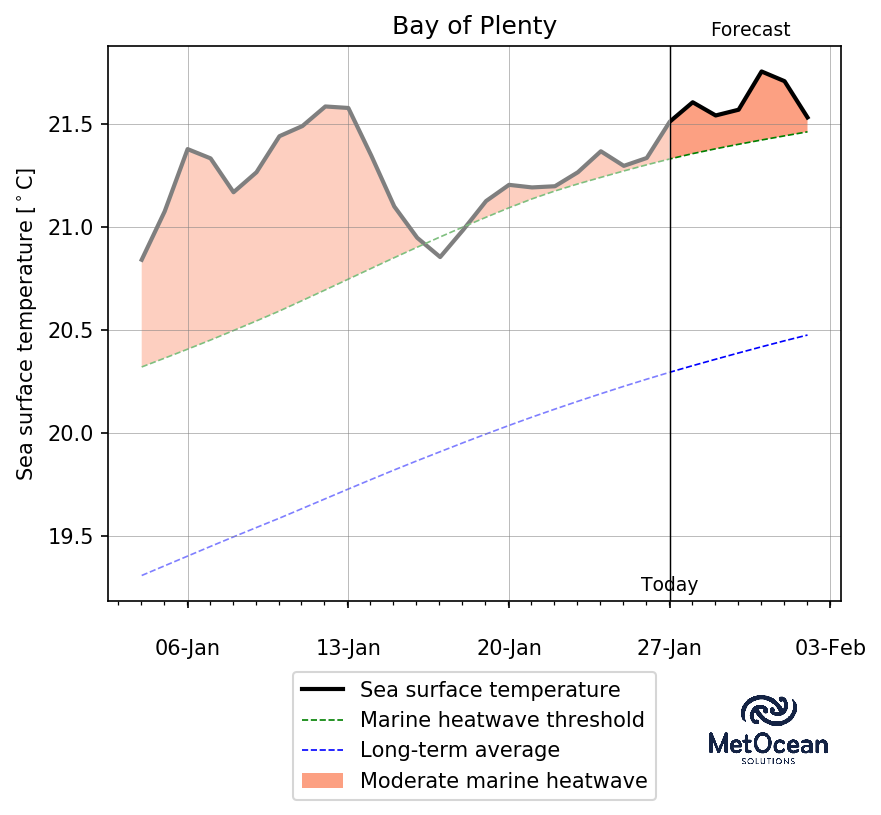 Bay of Plenty
Forecast
Sea surface temperature [°C]
21.5
21.0
20.5
20.0
19.5
Today
06-Jan
13-Jan
20-Jan
27-Jan
03-Feb
Sea surface temperature
Marine heatwave threshold
Long-term average
Moderate marine heatwave
MetOcean
SOLUTIONS